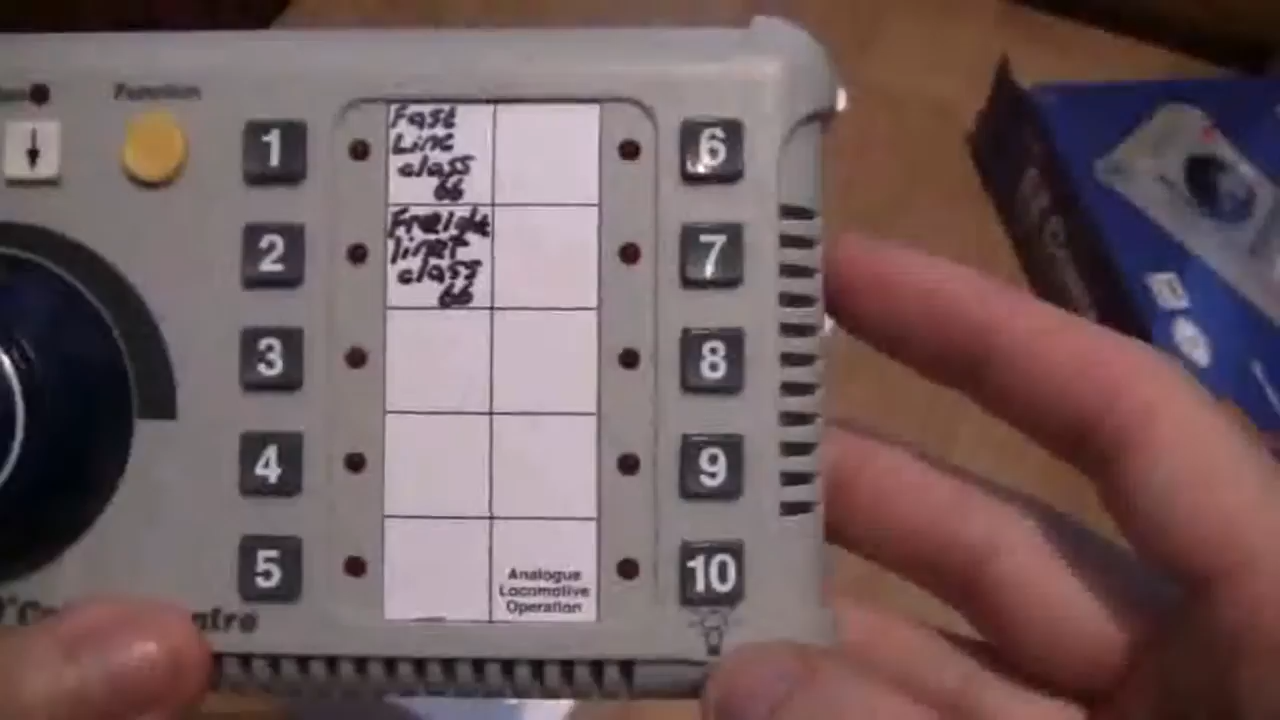 Function
1
Fast
Line
class
66
6
2
Freight
liner
class
66
7
3
8
4
9
5
Analogue
Locomotive
Operation
10